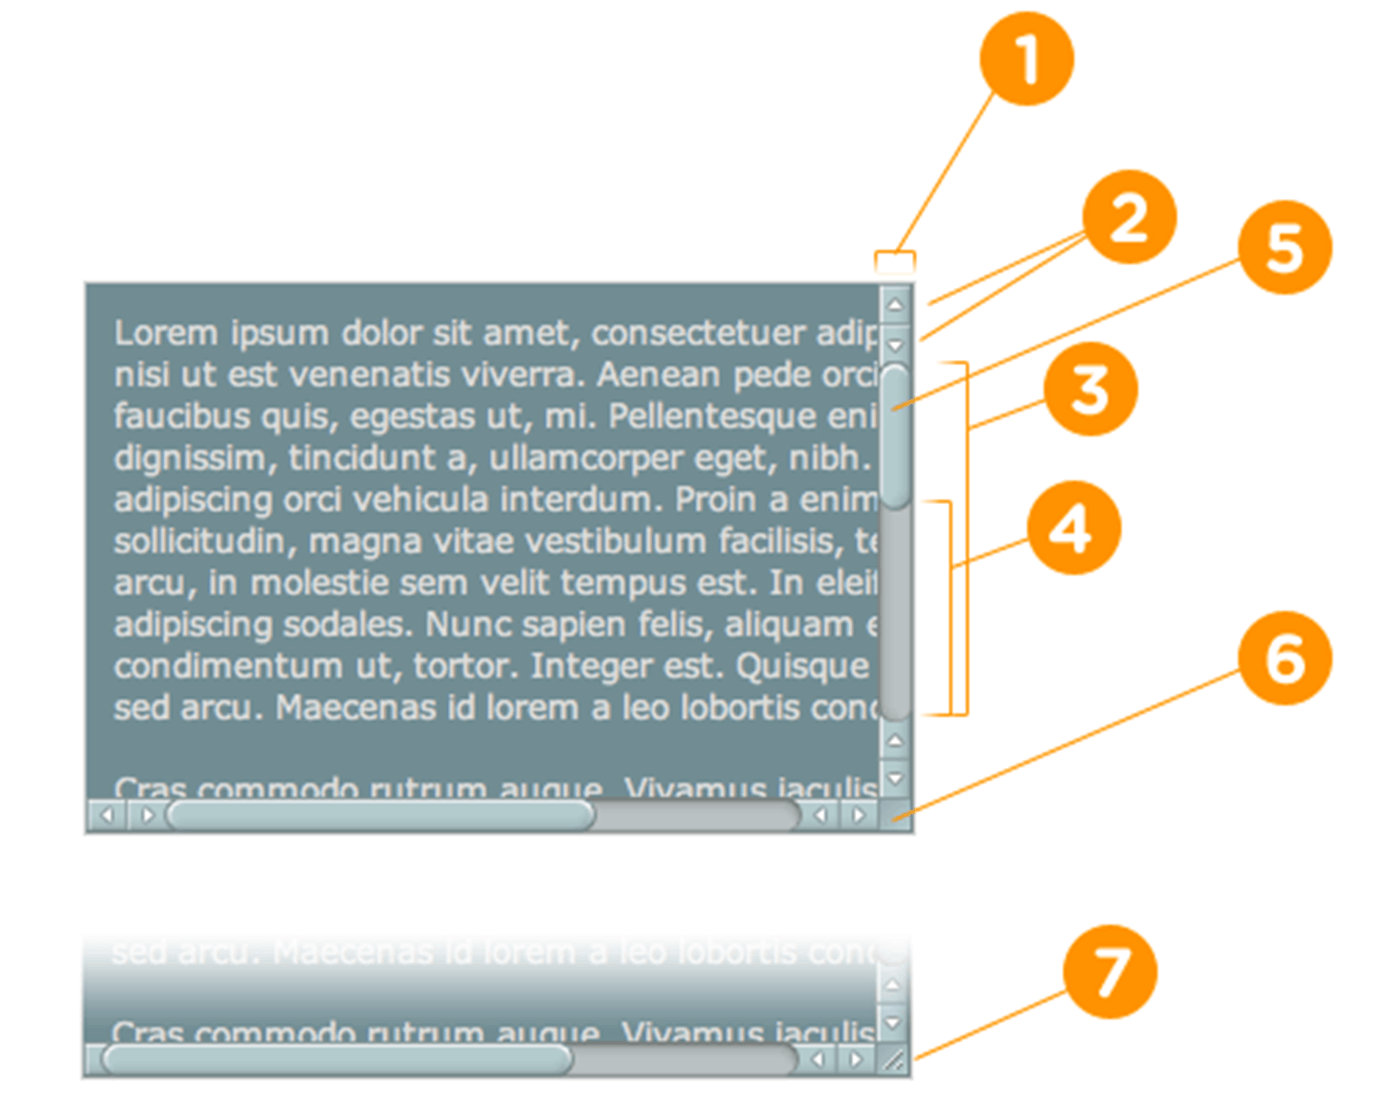 1
2
5
Lorem ipsum dolor sit amet, consectetuer adip
nisi ut est venenatis viverra. Aenean pede orci
3
faucibus quis, egestas ut, mi. Pellentesque eni
dignissim, tincidunt a, ullamcorper eget, nibh.
adipiscing orci vehicula interdum. Proin a enim
4
sollicitudin, magna vitae vestibulum facilisis, te
arcu, in molestie sem velit tempus est. In eleif
adipiscing sodales. Nunc sapien felis, aliquam e
condimentum ut, tortor. Integer est. Quisque
6
sed arcu. Maecenas id lorem a leo lobortis conc
Cras commodo rutrum augue. Vivamus iaculis
sed arcu. Maecenas id lorem a leo lobortis conc
7
Cras commodo rutrum augue. Vivamus iaculis